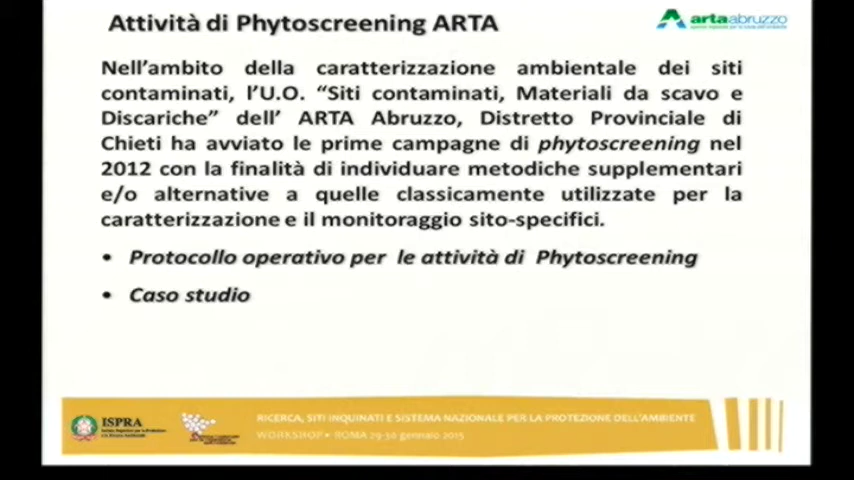 Attività di Phytoscreening ARTA
artaabruzzo
Nell'ambito della caratterizzazione ambientale dei siti
contaminati, l'U.O. "Siti contaminati, Materiali da scavo e
Discariche" dell' ARTA Abruzzo, Distretto Provinciale di
Chieti ha avviato le prime campagne di phytoscreening nel
2012 con la finalità di individuare metodiche supplementari
e/o alternative a quelle classicamente utilizzate per la
caratterizzazione e il monitoraggio sito-specifici.
• Protocollo operativo per le attività di Phytoscreening
• Caso studio
ISPRA
RICERCA, SITI INQUINATI E SISTEMA NAZIONALE PER LA PROTEZIONE DELL'AMBIENTE
WORKSHOP • ROMA 29-30 gennaio 2015